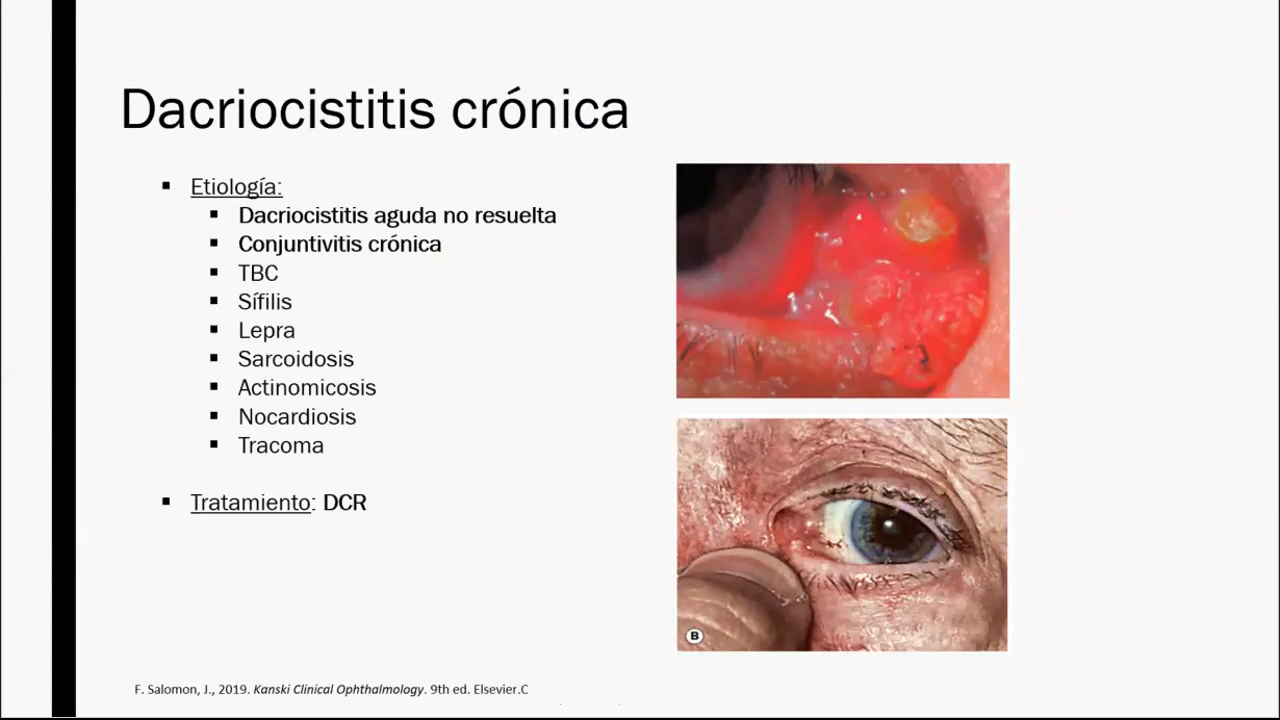 Dacriocistitis crónica
Etiología:
Dacriocistitis aguda no resuelta
Conjuntivitis crónica
TBC
Sífilis
Lepra
Sarcoidosis
Actinomicosis
Nocardiosis
Tracoma
Tratamiento: DCR
B
F. Salomon, J., 2019. Kanski Clinical Ophthalmology. 9th ed. Elsevier.C